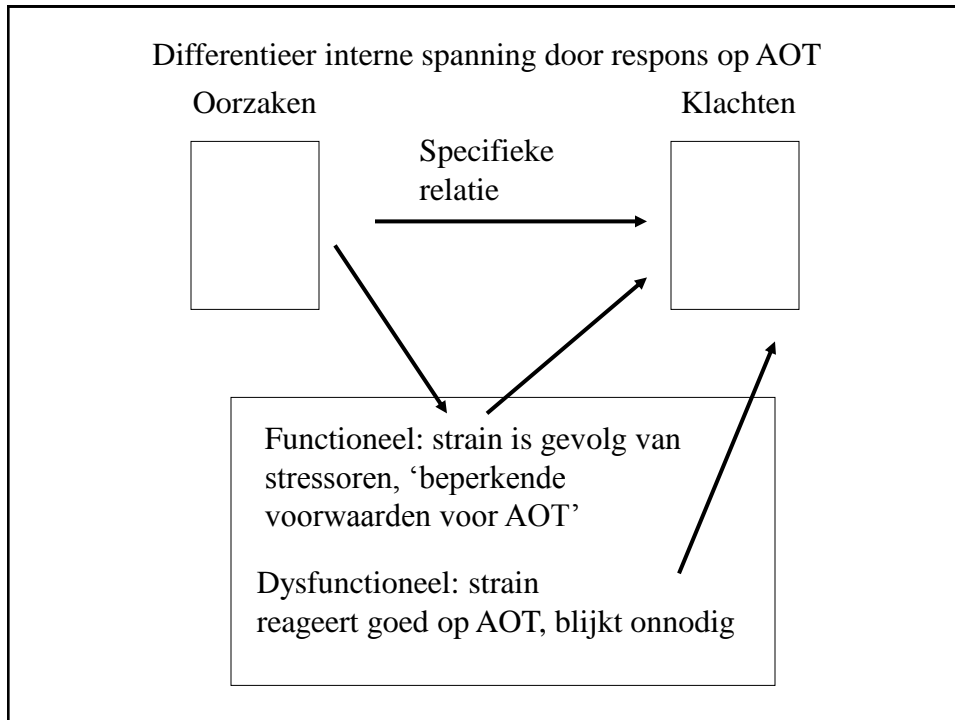 Differentieer interne spanning door respons op AOT
Oorzaken
Klachten
Specifieke
relatie
Functioneel: strain is gevolg van
stressoren, ‘beperkende
voorwaarden voor AOT’
Dysfunctioneel: strain
reageert goed op AOT, blijkt onnodig